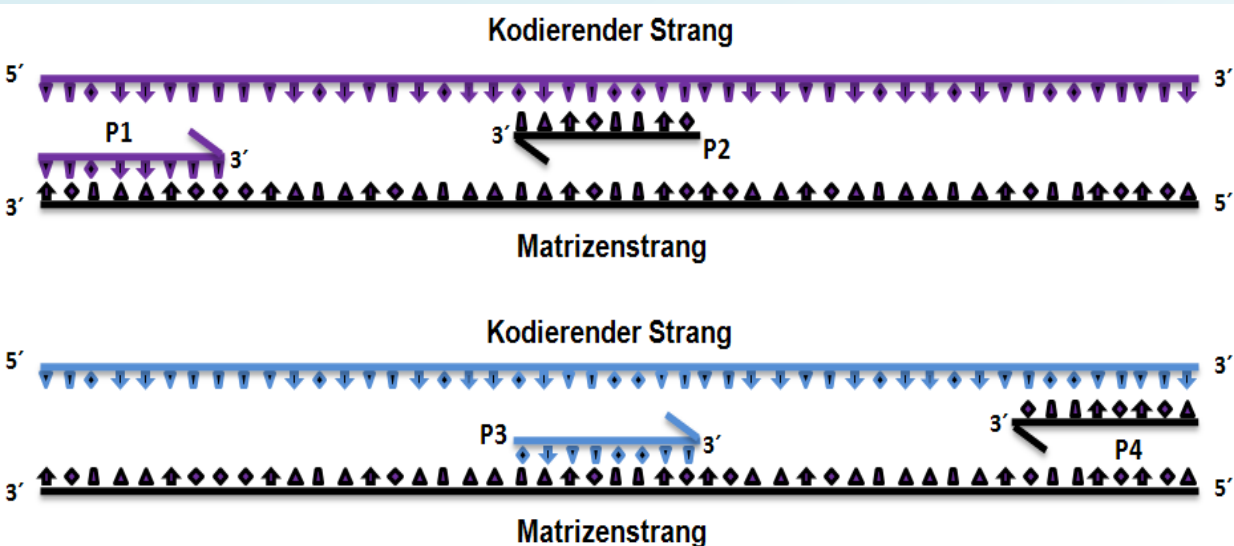 Kodierender Strang
5´ 3´
P1 3´ 3´ P2
3´ 5´
Matrizenstrang
Kodierender Strang
5´ 3´
P3 3´ 3´ P4
3´ 5´
Matrizenstrang